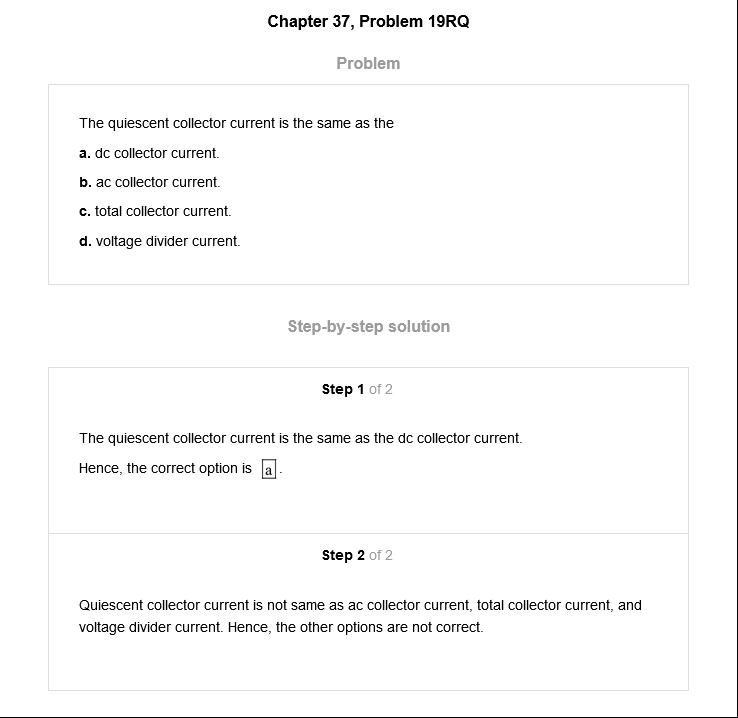 Chapter 37, Problem 19RQ
Problem
The quiescent collector current is the same as the
a. dc collector current.
b. ac collector current.
c. total collector current.
d. voltage divider current.
Step-by-step solution
Step 1 of 2
The quiescent collector current is the same as the dc collector current.
Hence, the correct option is a.
Step 2 of 2
Quiescent collector current is not same as ac collector current, total collector current, and
voltage divider current. Hence, the other options are not correct.